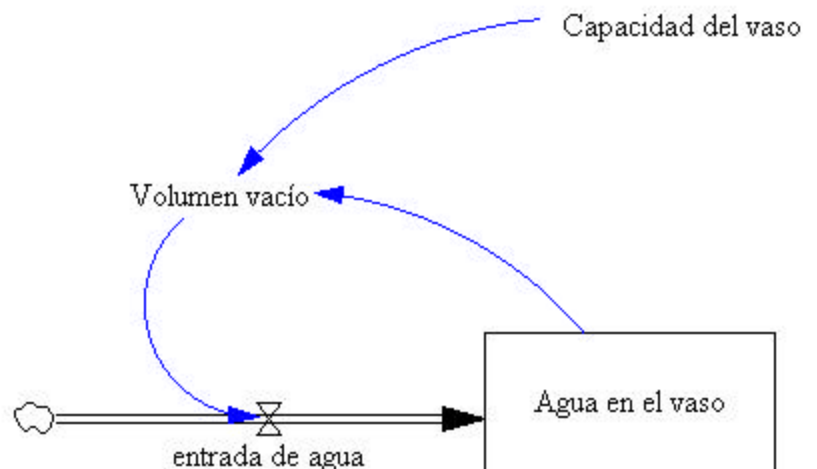 Capacidad del vaso
Volumen vacío
Agua en el vaso
entrada de agua